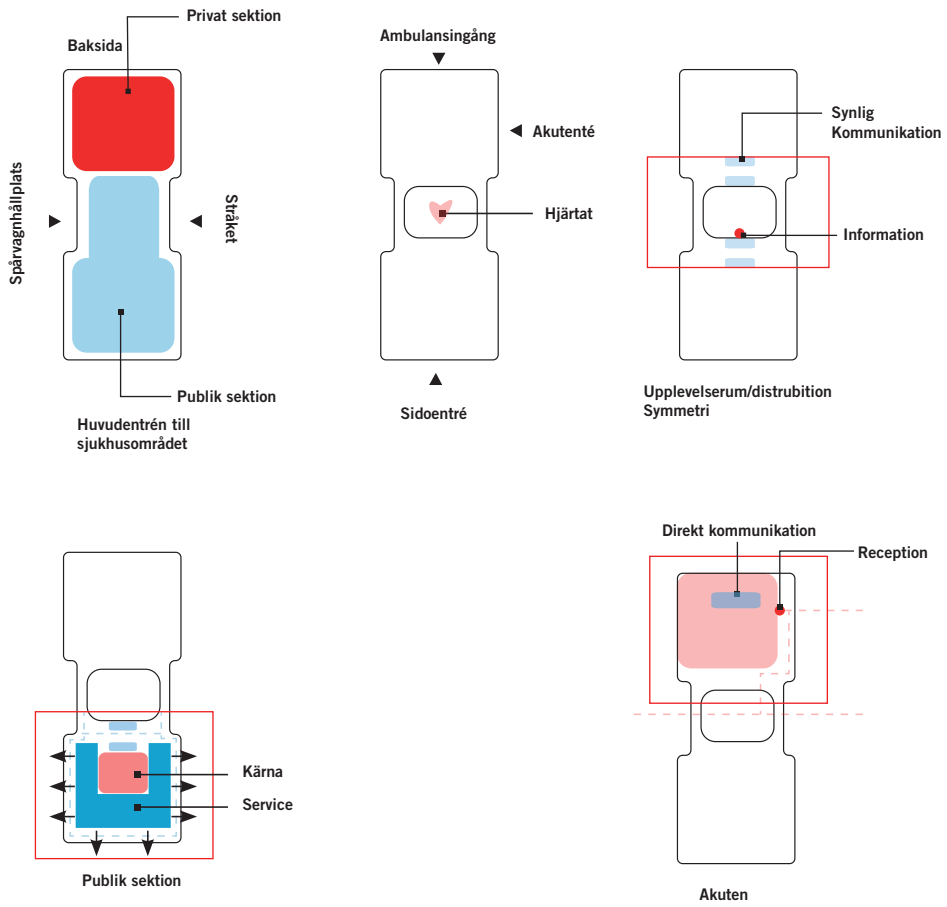 Privat sektion
Baksida
Spårvagnhållplats
Stråket
Publik sektion
Huvudentrén till
sjukhusområdet
Ambulansingång
Akutenté
Hjärtat
Sidoentré
Synlig
Kommunikation
Information
Upplevelserum/distrubition
Symmetri
Kärna
Service
Publik sektion
Direkt kommunikation
Reception
Akuten